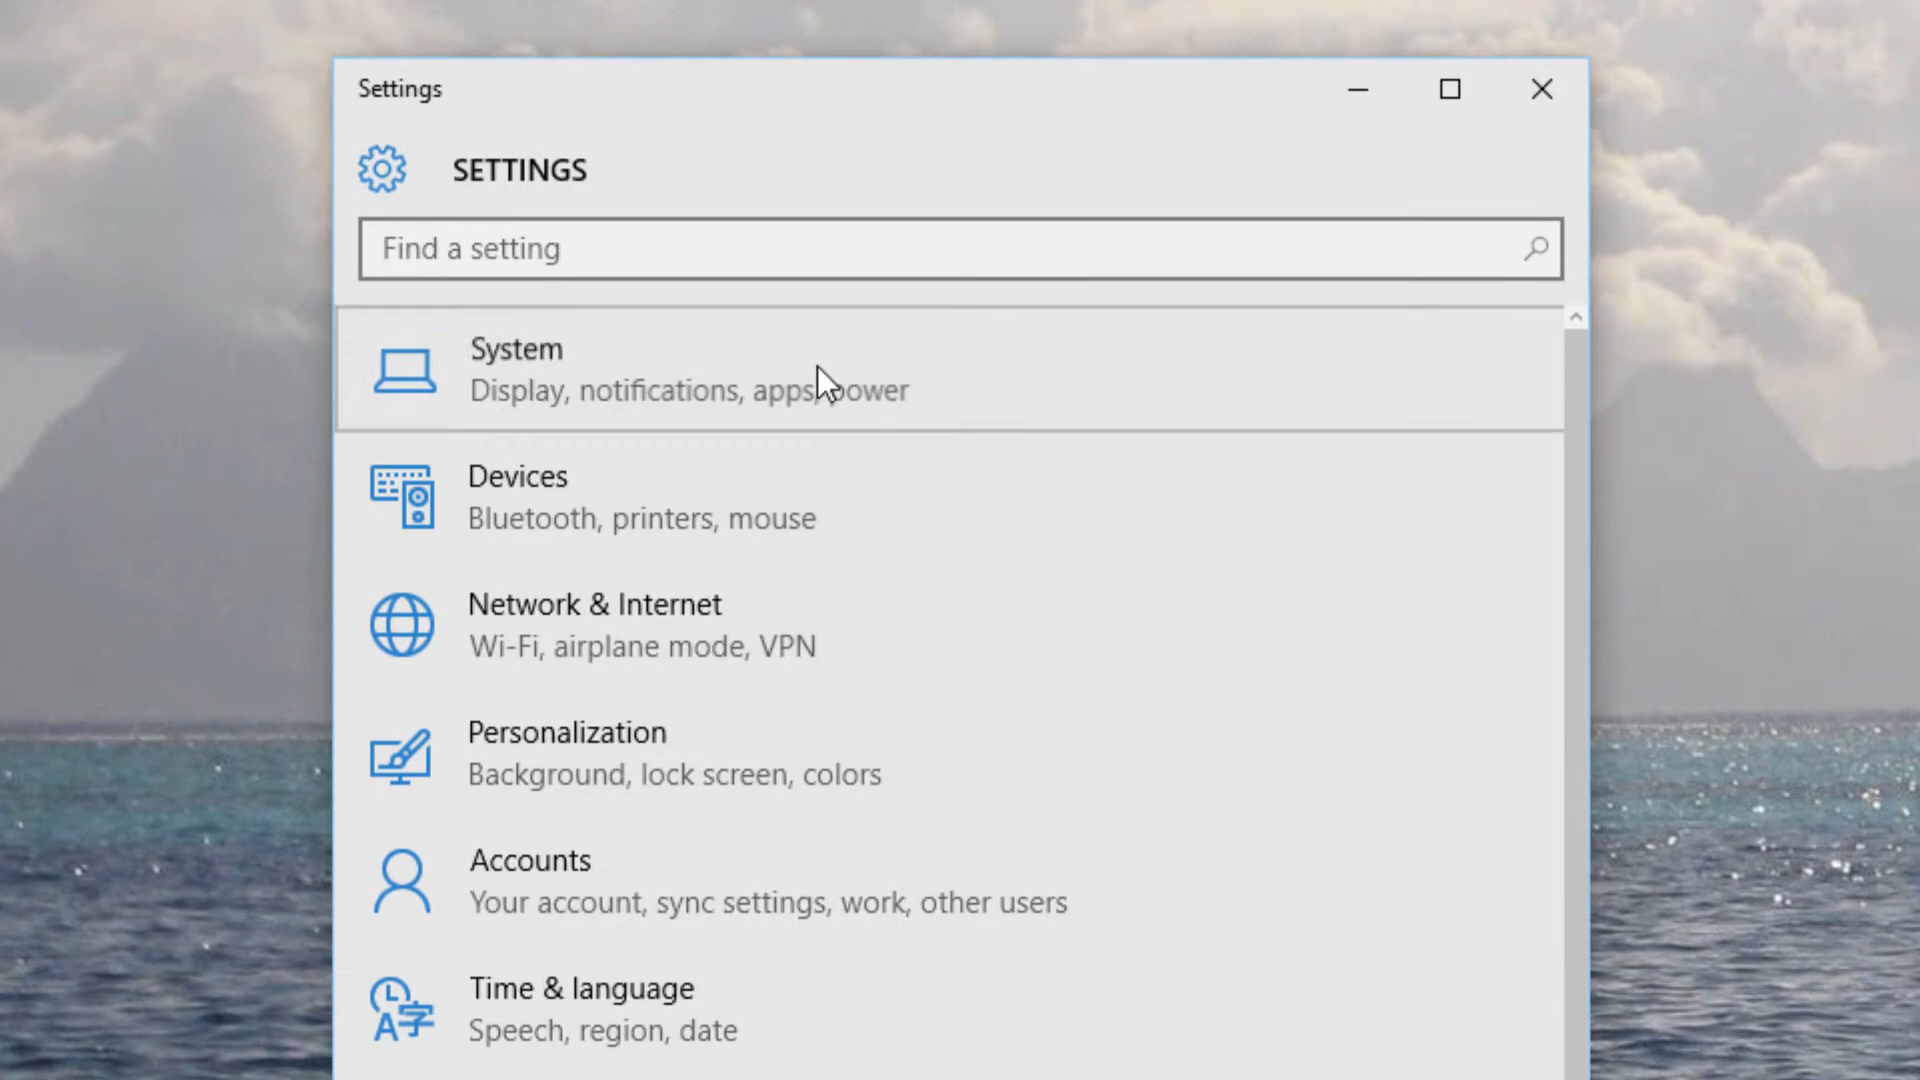 Settings
SETTINGS
Find a setting
System
Display, notifications, apps, power
Devices
Bluetooth, printers, mouse
Network & Internet
Wi-Fi, airplane mode, VPN
Personalization
Background, lock screen, colors
Accounts
Your account, sync settings, work, other users
Time & language
Speech, region, date